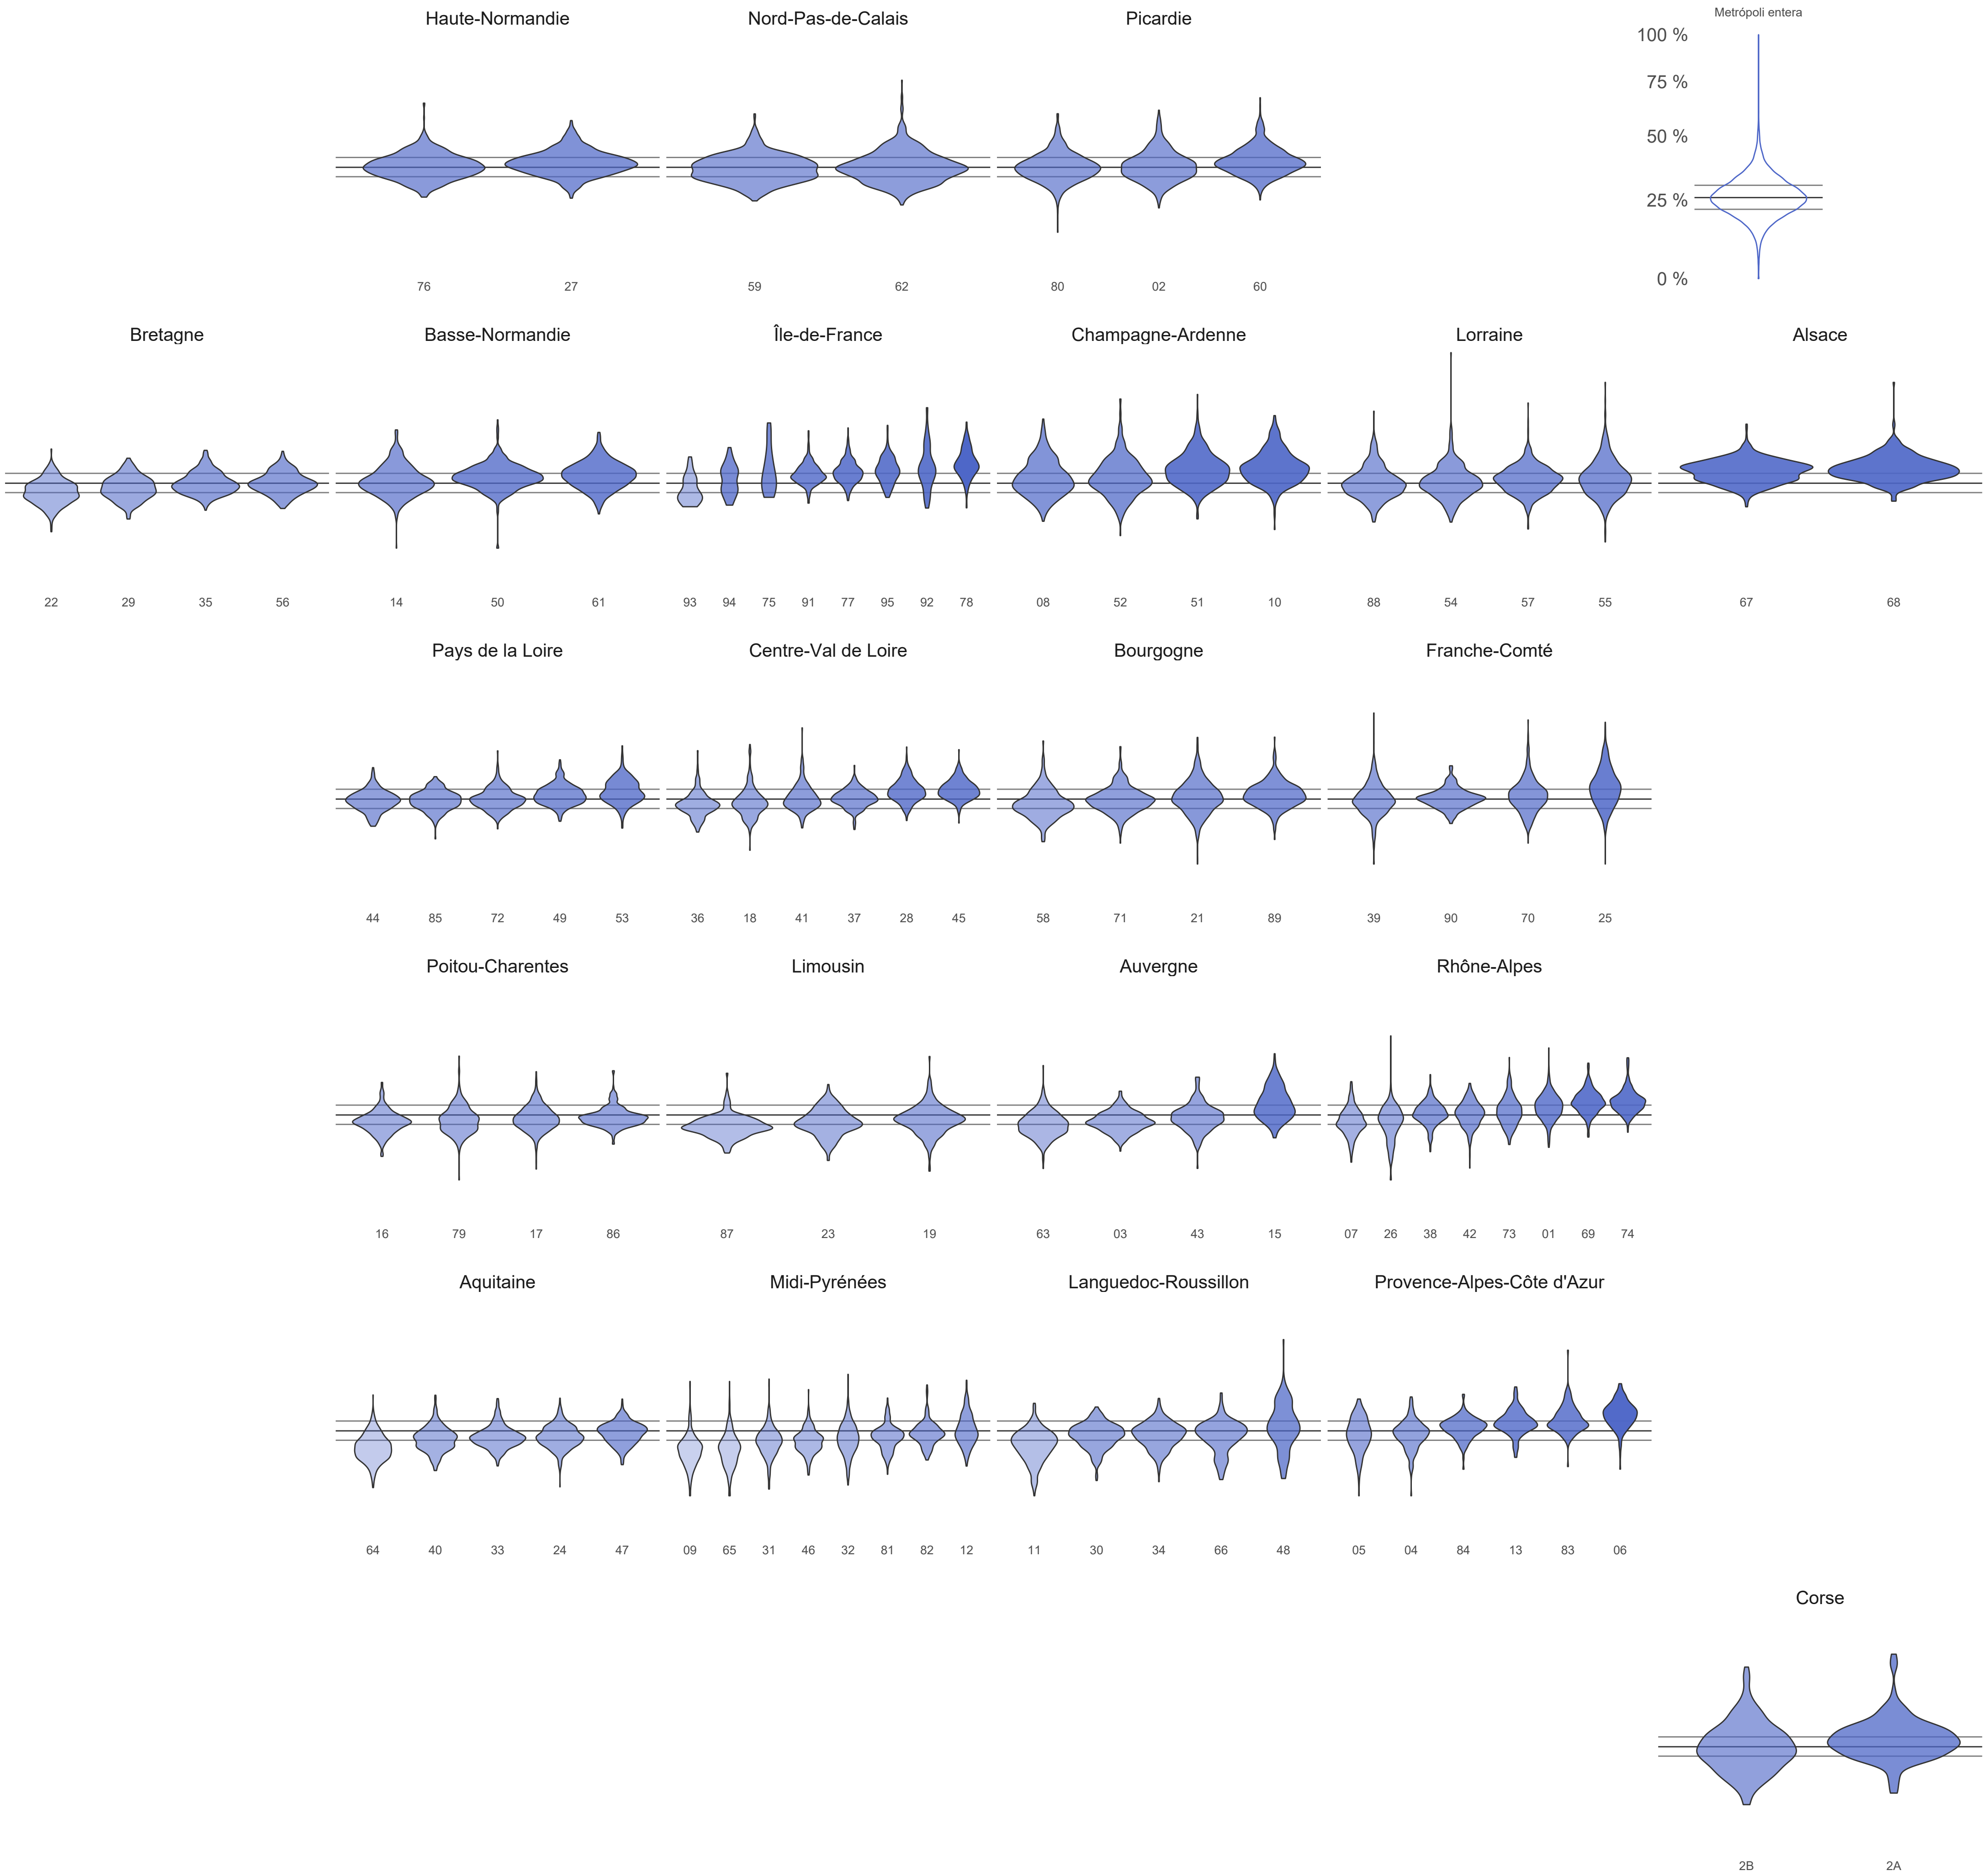 Haute-Normandie Nord-Pas-de-Calais Picardie Metrópoli entera
100 %
75 %
50 %
25 %
0 %
76 27 59 62 80 02 60
Bretagne Basse-Normandie Île-de-France Champagne-Ardenne Lorraine Alsace
22 29 35 56 14 50 61 93 94 75 91 77 95 92 78 08 52 51 10 88 54 57 55 67 68
Pays de la Loire Centre-Val de Loire Bourgogne Franche-Comté
44 85 72 49 53 36 18 41 37 28 45 58 71 21 89 39 90 70 25
Poitou-Charentes Limousin Auvergne Rhône-Alpes
16 79 17 86 87 23 19 63 03 43 15 07 26 38 42 73 01 69 74
Aquitaine Midi-Pyrénées Languedoc-Roussillon Provence-Alpes-Côte d'Azur
64 40 33 24 47 09 65 31 46 32 81 82 12 11 30 34 66 48 05 04 84 13 83 06
Corse
2B 2A